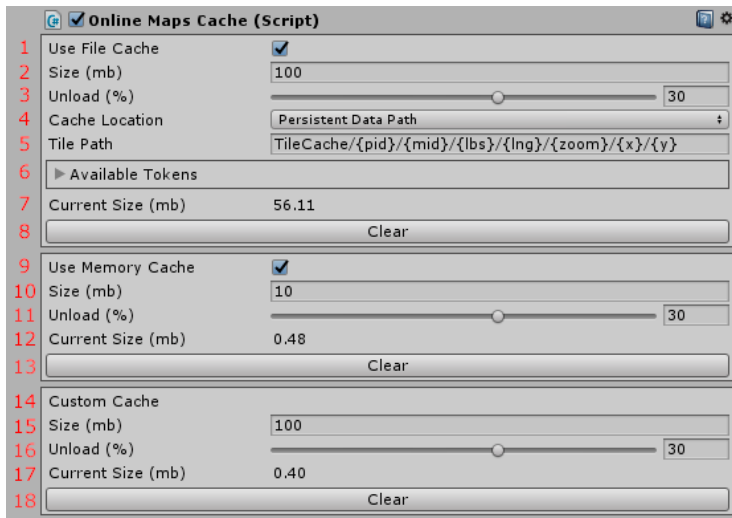 Online Maps Cache (Script)
1 Use File Cache
2 Size (mb) 100
3 Unload (%) 30
4 Cache Location Persistent Data Path
5 Tile Path TileCache/{pid}/{mid}/{lbs}/{lng}/{zoom}/{x}/{y}
6 Available Tokens
7 Current Size (mb) 56.11
8 Clear
9 Use Memory Cache
10 Size (mb) 10
11 Unload (%) 30
12 Current Size (mb) 0.48
13 Clear
14 Custom Cache
15 Size (mb) 100
16 Unload (%) 30
17 Current Size (mb) 0.40
18 Clear